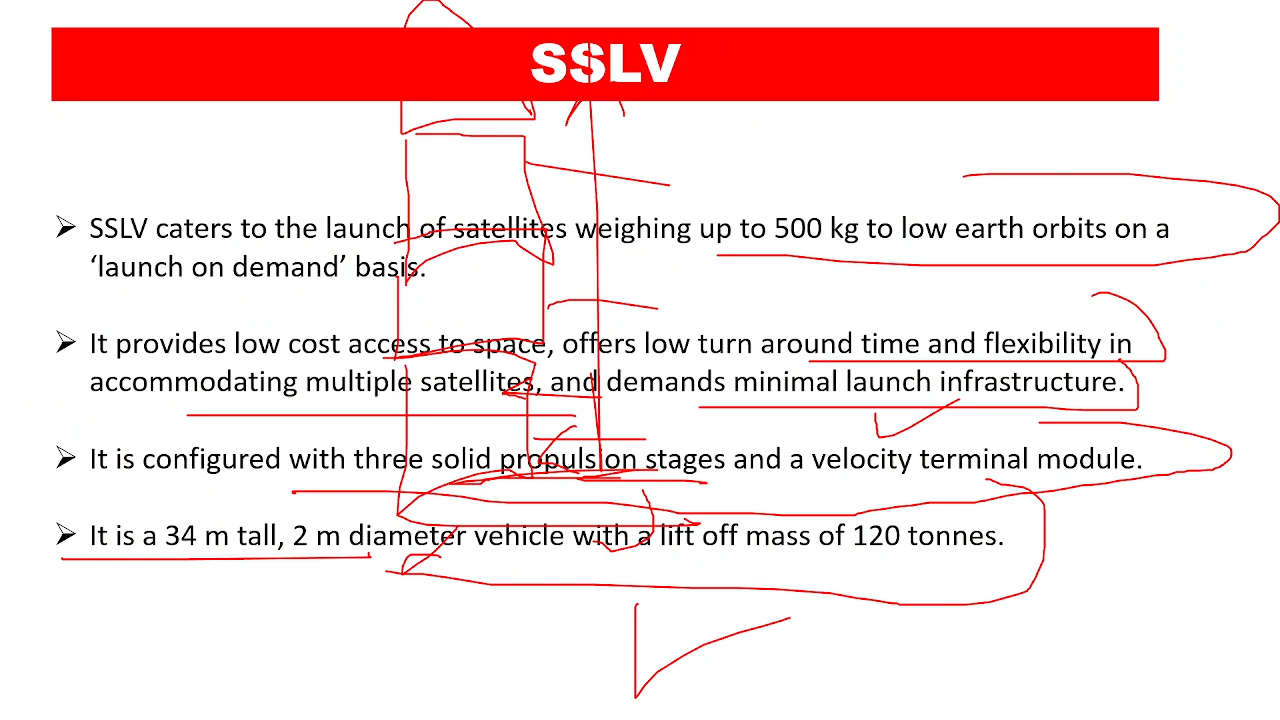 SSLV
➢ SSLV caters to the launch of satellites weighing up to 500 kg to low earth orbits on a
‘launch on demand’ basis.
➢ It provides low cost access to space, offers low turn around time and flexibility in
accommodating multiple satellites, and demands minimal launch infrastructure.
➢ It is configured with three solid propulsion stages and a velocity terminal module.
➢ It is a 34 m tall, 2 m diameter vehicle with a lift off mass of 120 tonnes.